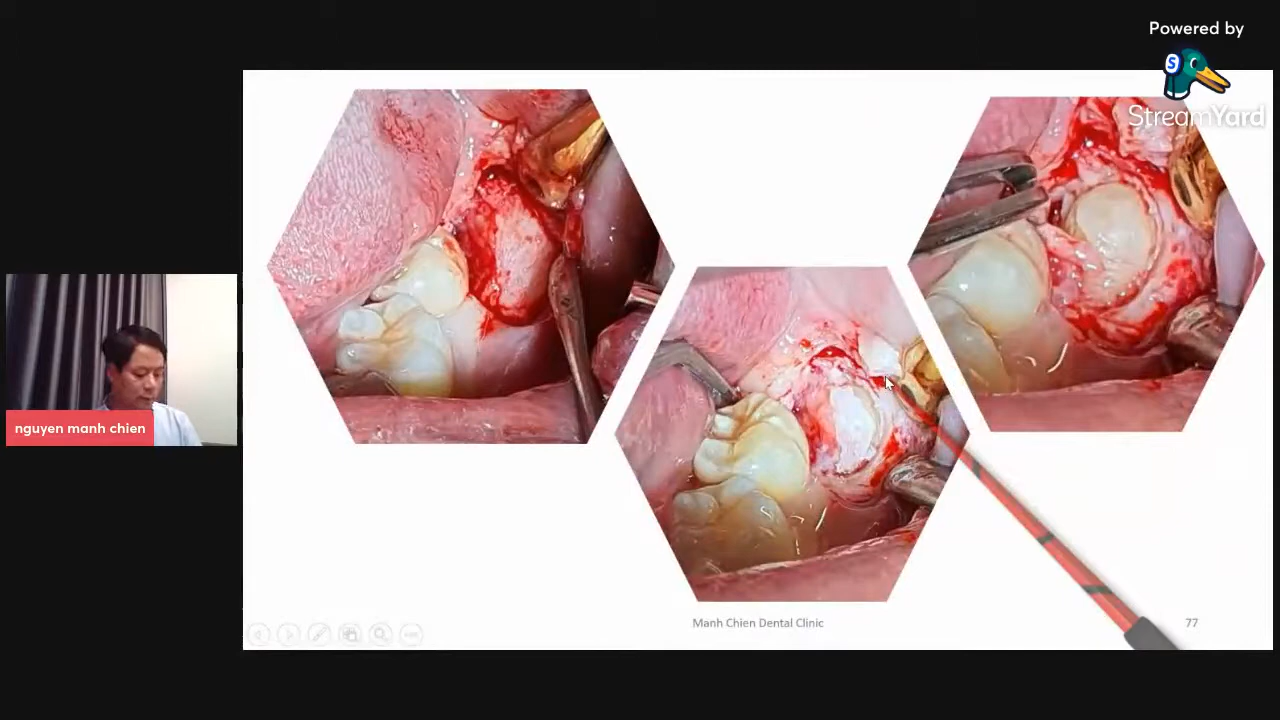 Powered by
S
StreamYard
nguyen manh chien
Manh Chien Dental Clinic
77